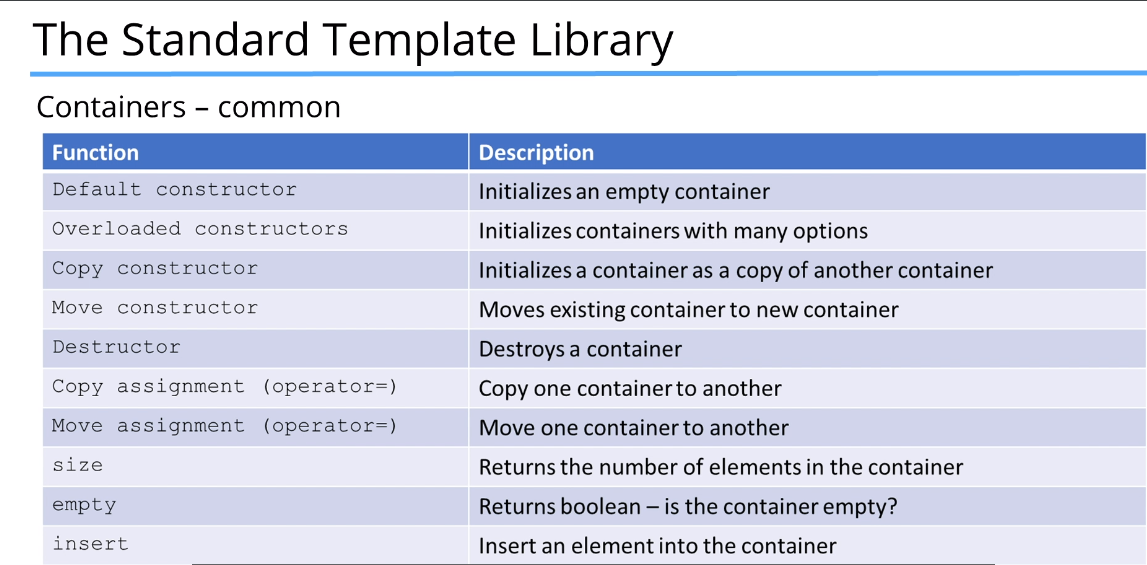 The Standard Template Library
Containers – common
Function Description
Default constructor Initializes an empty container
Overloaded constructors Initializes containers with many options
Copy constructor Initializes a container as a copy of another container
Move constructor Moves existing container to new container
Destructor Destroys a container
Copy assignment (operator=) Copy one container to another
Move assignment (operator=) Move one container to another
size Returns the number of elements in the container
empty Returns boolean – is the container empty?
insert Insert an element into the container